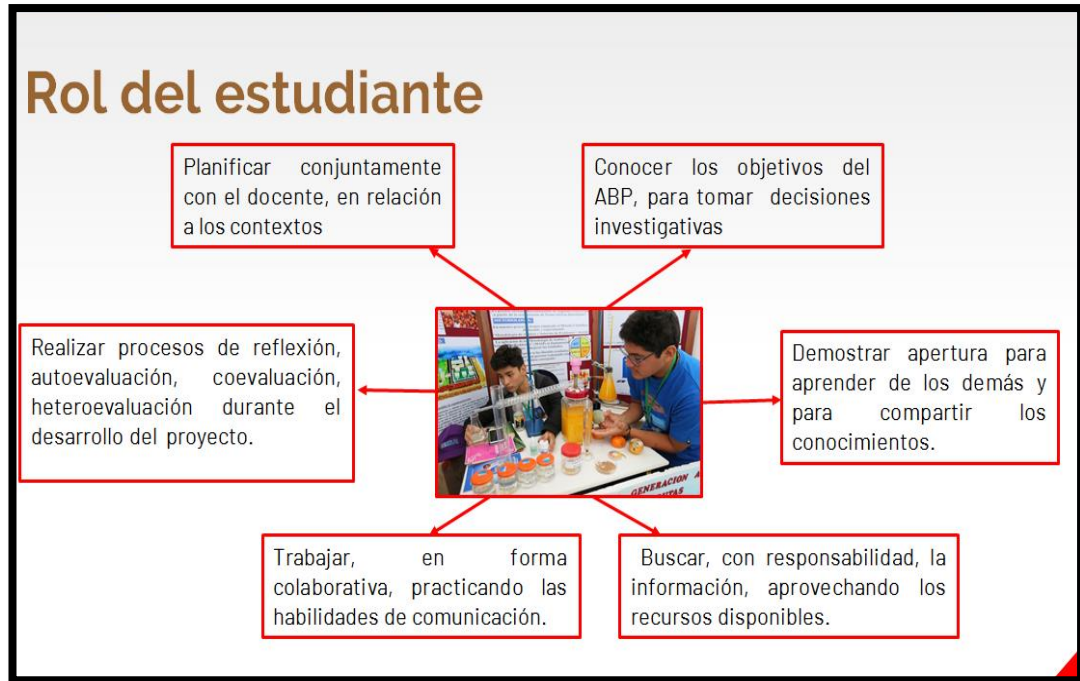 Rol del estudiante
Planificar conjuntamente
con el docente, en relación
a los contextos
Conocer los objetivos del
ABP, para tomar decisiones
investigativas
Realizar procesos de reflexión,
autoevaluación, coevaluación,
heteroevaluación durante el
desarrollo del proyecto.
Demostrar apertura para
aprender de los demás y
para compartir los
conocimientos.
GENERACION
Trabajar, en forma
colaborativa, practicando las
habilidades de comunicación.
Buscar, con responsabilidad, la
información, aprovechando los
recursos disponibles.